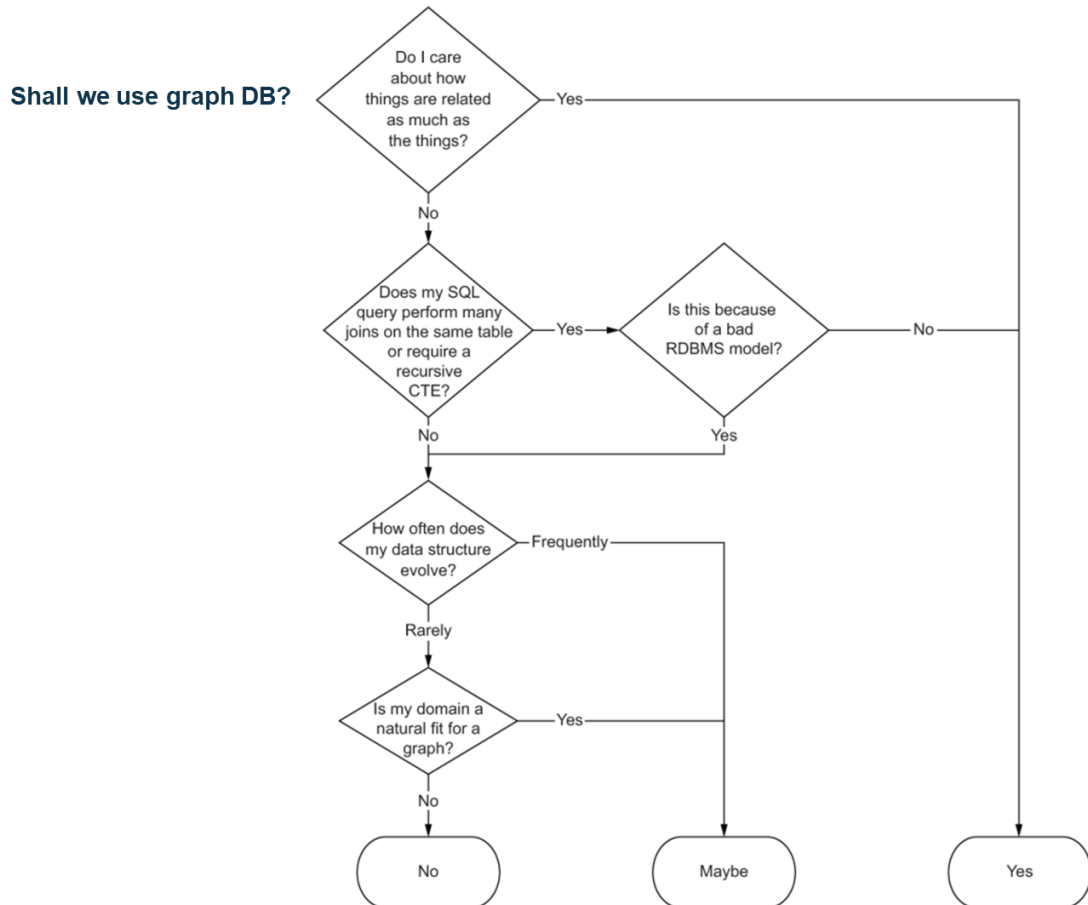 Shall we use graph DB?
Do I care
about how
things are related
as much as
the things?
Yes
No
Does my SQL
query perform many
joins on the same table
or require a
recursive
CTE?
Yes
Is this because
of a bad
RDBMS model?
No
No
Yes
How often does
my data structure
evolve?
Frequently
Rarely
Is my domain a
natural fit for a
graph?
Yes
No
No
Maybe
Yes